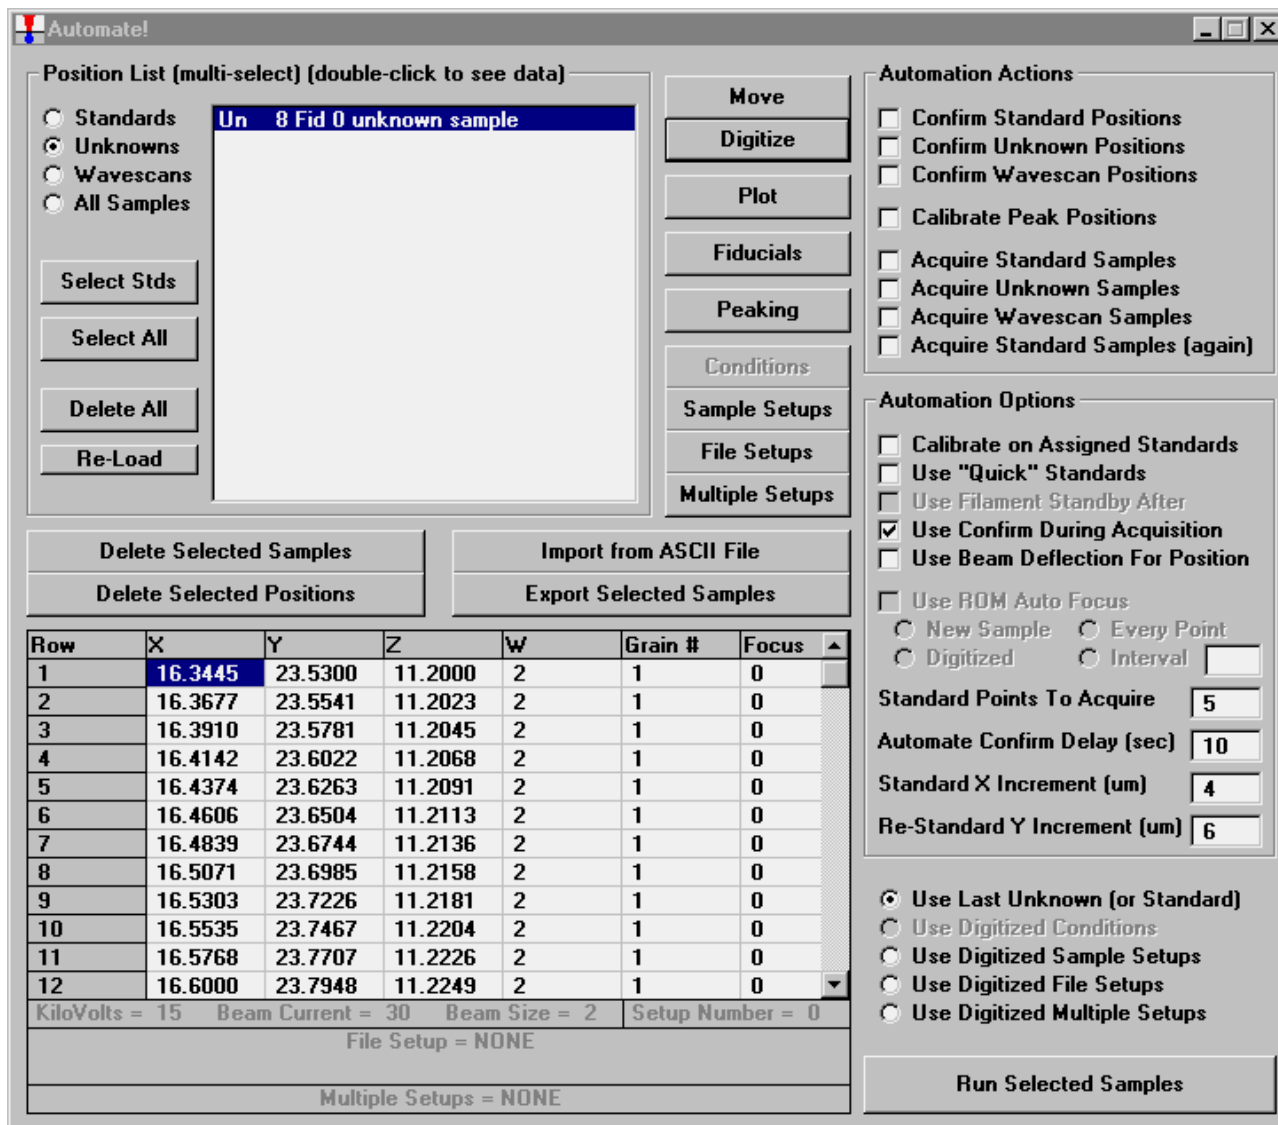 Automate!
Position List (multi-select) (double-click to see data)
Standards
Unknowns
Wavescans
All Samples
Un 8 Fid 0 unknown sample
Select Stds
Select All
Delete All
Re-Load
Move
Digitize
Plot
Fiducials
Peaking
Conditions
Sample Setups
File Setups
Multiple Setups
Delete Selected Samples
Delete Selected Positions
Import from ASCII File
Export Selected Samples
Row X Y Z W Grain # Focus
1 16.3445 23.5300 11.2000 2 1 0
2 16.3677 23.5541 11.2023 2 1 0
3 16.3910 23.5781 11.2045 2 1 0
4 16.4142 23.6022 11.2068 2 1 0
5 16.4374 23.6263 11.2091 2 1 0
6 16.4606 23.6504 11.2113 2 1 0
7 16.4839 23.6744 11.2136 2 1 0
8 16.5071 23.6985 11.2158 2 1 0
9 16.5303 23.7226 11.2181 2 1 0
10 16.5535 23.7467 11.2204 2 1 0
11 16.5768 23.7707 11.2226 2 1 0
12 16.6000 23.7948 11.2249 2 1 0
KiloVolts = 15 Beam Current = 30 Beam Size = 2 Setup Number = 0
File Setup = NONE
Multiple Setups = NONE
Automation Actions
Confirm Standard Positions
Confirm Unknown Positions
Confirm Wavescan Positions
Calibrate Peak Positions
Acquire Standard Samples
Acquire Unknown Samples
Acquire Wavescan Samples
Acquire Standard Samples (again)
Automation Options
Calibrate on Assigned Standards
Use "Quick" Standards
Use Filament Standby After
Use Confirm During Acquisition
Use Beam Deflection For Position
Use ROM Auto Focus
New Sample Every Point
Digitized Interval
Standard Points To Acquire 5
Automate Confirm Delay (sec) 10
Standard X Increment (um) 4
Re-Standard Y Increment (um) 6
Use Last Unknown (or Standard)
Use Digitized Conditions
Use Digitized Sample Setups
Use Digitized File Setups
Use Digitized Multiple Setups
Run Selected Samples